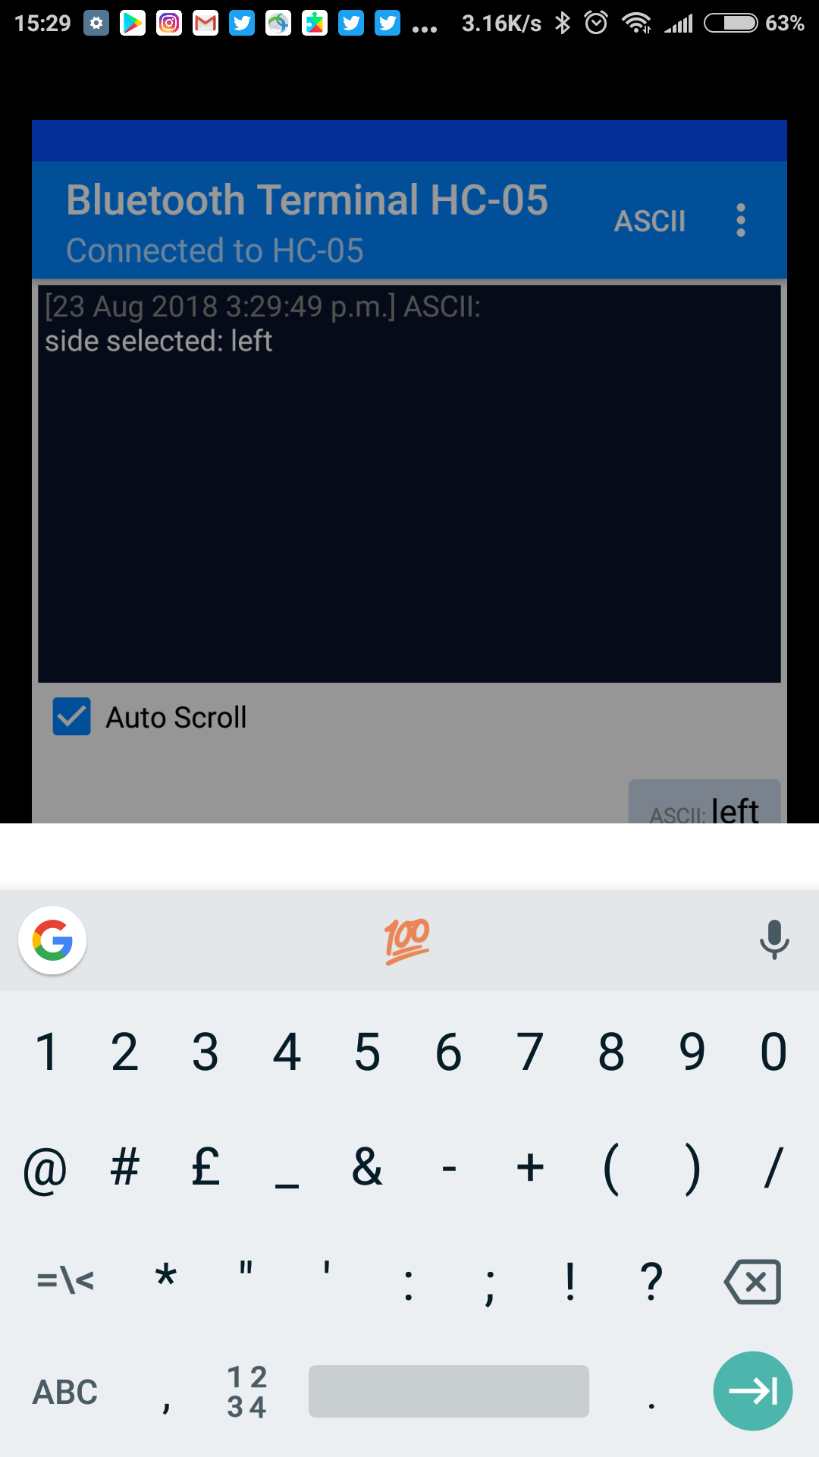 15:29 ... 3.16K/s 63%
Bluetooth Terminal HC-05
ASCII
Connected to HC-05
[23 Aug 2018 3:29:49 p.m.] ASCII:
side selected: left
Auto Scroll
ASCII: left
G 💯
1 2 3 4 5 6 7 8 9 0
@ # £ _ & - + ( ) /
=\< * " ' : ; ! ?
ABC , 12 34 .